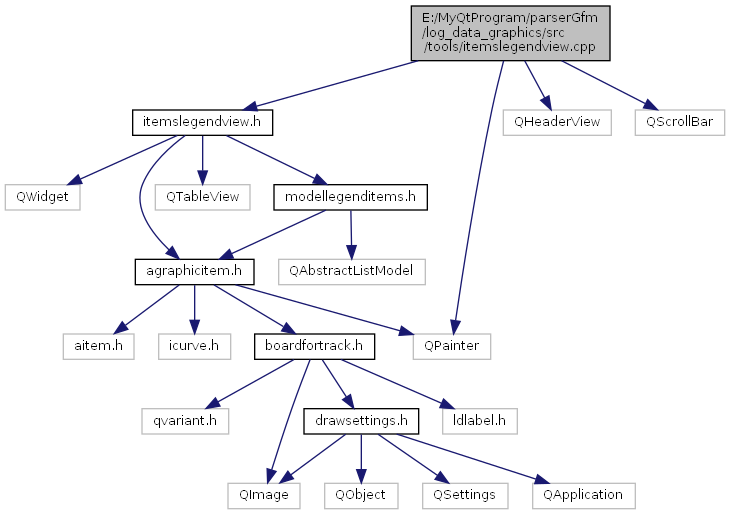 E:/MyQtProgram/parserGfm
/log_data_graphics/src
/tools/itemslegendview.cpp
itemslegendview.h
QHeaderView
QScrollBar
QWidget
QTableView
modellegenditems.h
agraphicitem.h
QAbstractListModel
aitem.h
icurve.h
boardfortrack.h
QPainter
qvariant.h
drawsettings.h
ldlabel.h
QImage
QObject
QSettings
QApplication